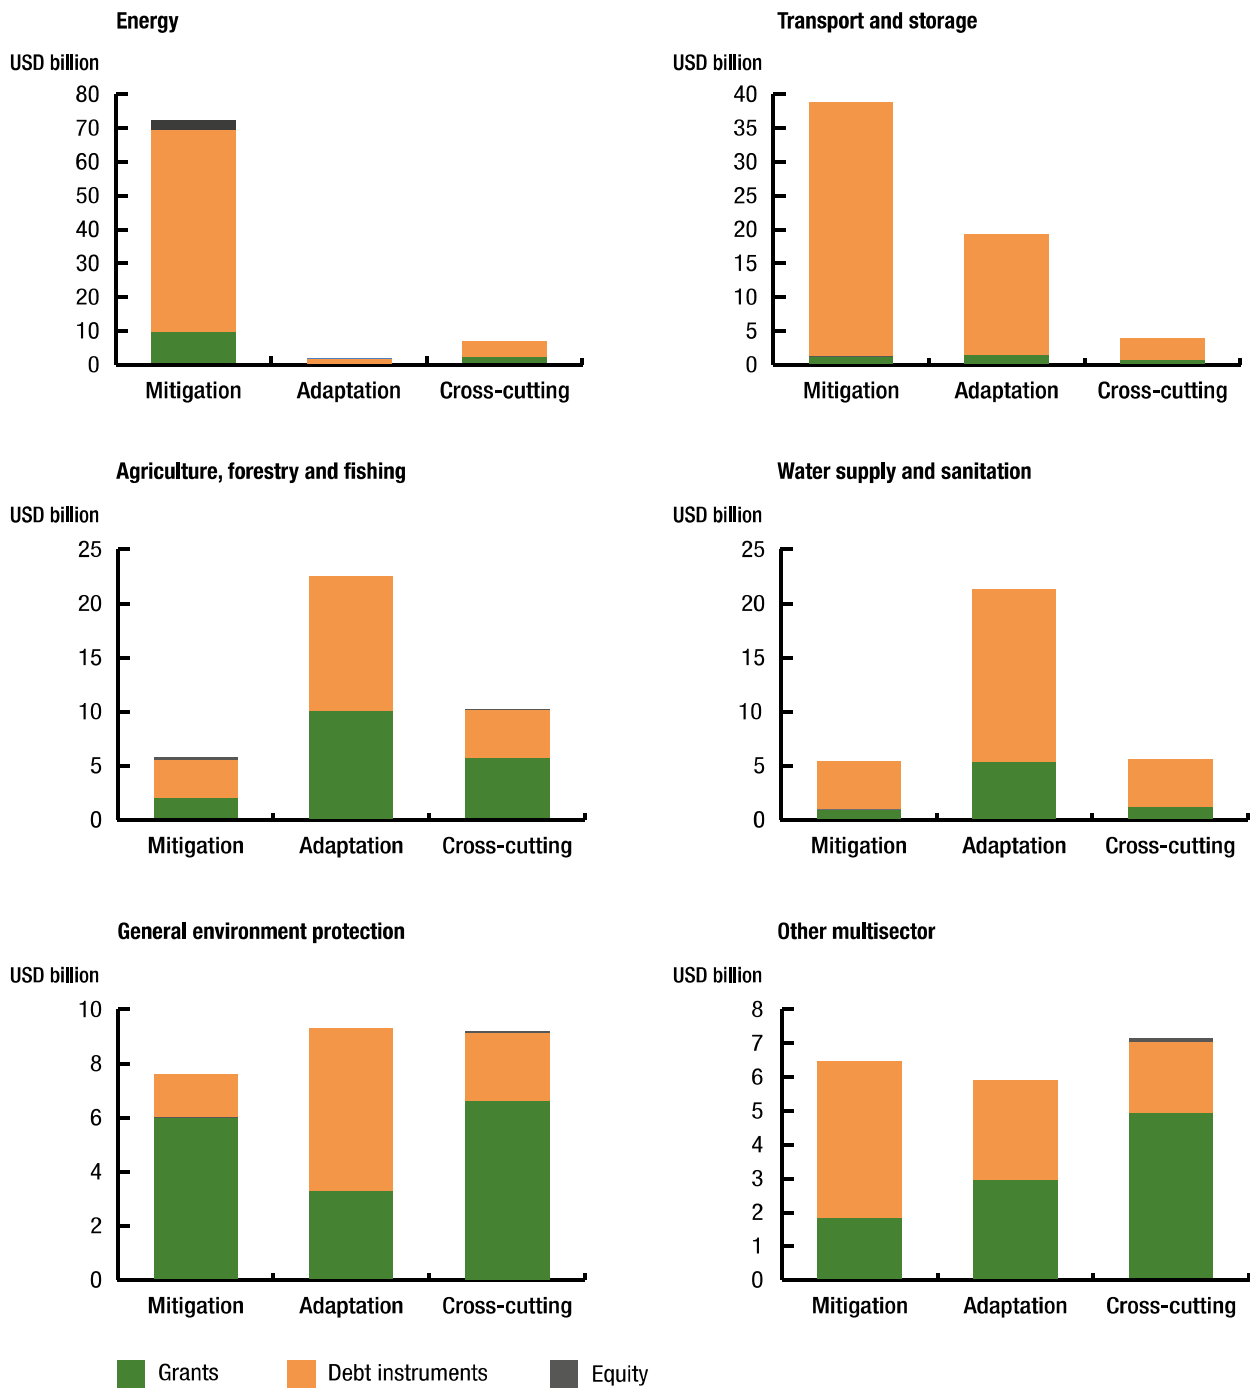 Energy
USD billion
80
70
60
50
40
30
20
10
0
Mitigation Adaptation Cross-cutting
Transport and storage
USD billion
40
35
30
25
20
15
10
5
0
Mitigation Adaptation Cross-cutting
Agriculture, forestry and fishing
USD billion
25
20
15
10
5
0
Mitigation Adaptation Cross-cutting
Water supply and sanitation
USD billion
25
20
15
10
5
0
Mitigation Adaptation Cross-cutting
General environment protection
USD billion
10
8
6
4
2
0
Mitigation Adaptation Cross-cutting
Other multisector
USD billion
8
7
6
5
4
3
2
1
0
Mitigation Adaptation Cross-cutting
Grants Debt instruments Equity